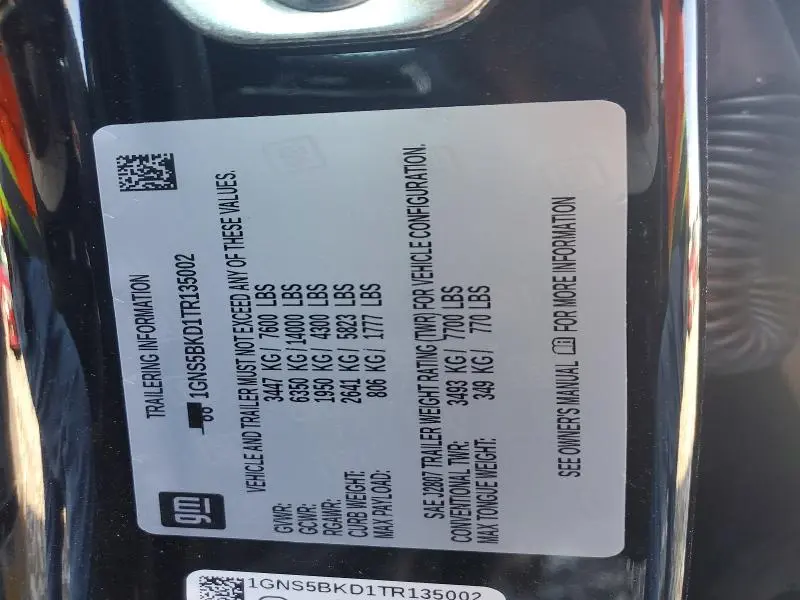 gm
TRAILERING INFORMATION
1GNS5BKD1TR135002
VEHICLE AND TRAILER MUST NOT EXCEED ANY OF THESE VALUES.
GVWR: 3447 KG / 7600 LBS
GCWR: 6350 KG / 14000 LBS
RGAWR: 1950 KG / 4300 LBS
CURB WEIGHT: 2641 KG / 5823 LBS
MAX PAYLOAD: 806 KG / 1777 LBS
SAE J2807 TRAILER WEIGHT RATING (TWR) FOR VEHICLE CONFIGURATION.
CONVENTIONAL TWR: 3493 KG / 7700 LBS
MAX TONGUE WEIGHT: 349 KG / 770 LBS
SEE OWNER'S MANUAL FOR MORE INFORMATION
1GNS5BKD1TR135002